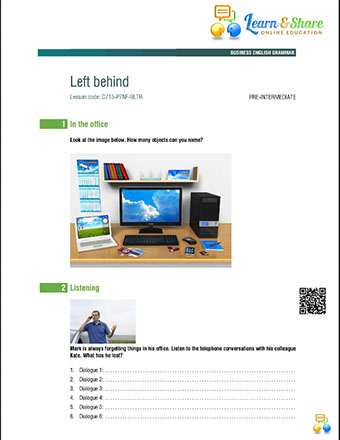 Learn & Share
ONLINE EDUCATION
BUSINESS ENGLISH GRAMMAR
Left behind
Lesson code: C71S-P7NF-9LTR
PRE-INTERMEDIATE
1 In the office
Look at the image below. How many objects can you name?
2 Listening
Mark is always forgetting things in his office. Listen to the telephone conversations with his colleague
Kate. What has he lost?
1. Dialogue 1:
2. Dialogue 2:
3. Dialogue 3:
4. Dialogue 4:
5. Dialogue 5:
6. Dialogue 6: